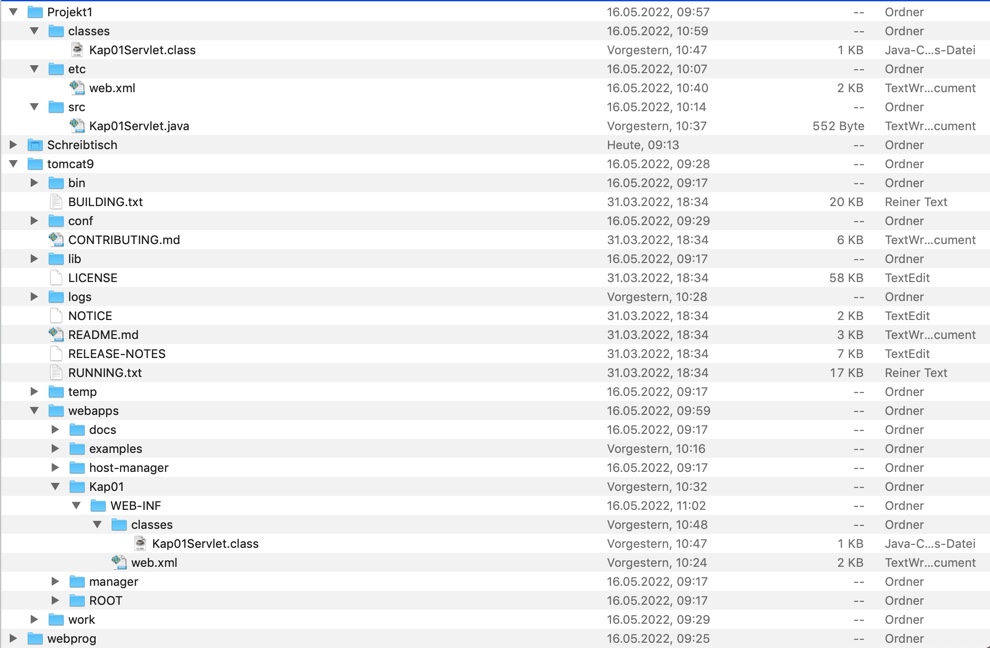 Projekt1 16.05.2022, 09:57 -- Ordner
classes 16.05.2022, 10:59 -- Ordner
Kap01Servlet.class Vorgestern, 10:47 1 KB Java-C...s-Datei
etc 16.05.2022, 10:07 -- Ordner
web.xml 16.05.2022, 10:40 2 KB TextWr...cument
src 16.05.2022, 10:14 -- Ordner
Kap01Servlet.java Vorgestern, 10:37 552 Byte TextWr...cument
Schreibtisch Heute, 09:13 -- Ordner
tomcat9 16.05.2022, 09:28 -- Ordner
bin 16.05.2022, 09:17 -- Ordner
BUILDING.txt 31.03.2022, 18:34 20 KB Reiner Text
conf 16.05.2022, 09:29 -- Ordner
CONTRIBUTING.md 31.03.2022, 18:34 6 KB TextWr...cument
lib 16.05.2022, 09:17 -- Ordner
LICENSE 31.03.2022, 18:34 58 KB TextEdit
logs Vorgestern, 10:28 -- Ordner
NOTICE 31.03.2022, 18:34 2 KB TextEdit
README.md 31.03.2022, 18:34 3 KB TextWr...cument
RELEASE-NOTES 31.03.2022, 18:34 7 KB TextEdit
RUNNING.txt 31.03.2022, 18:34 17 KB Reiner Text
temp 16.05.2022, 09:17 -- Ordner
webapps 16.05.2022, 09:59 -- Ordner
docs 16.05.2022, 09:17 -- Ordner
examples Vorgestern, 10:16 -- Ordner
host-manager 16.05.2022, 09:17 -- Ordner
Kap01 Vorgestern, 10:32 -- Ordner
WEB-INF 16.05.2022, 11:02 -- Ordner
classes Vorgestern, 10:48 -- Ordner
Kap01Servlet.class Vorgestern, 10:47 1 KB Java-C...s-Datei
web.xml Vorgestern, 10:24 2 KB TextWr...cument
manager 16.05.2022, 09:17 -- Ordner
ROOT 16.05.2022, 09:17 -- Ordner
work 16.05.2022, 09:29 -- Ordner
webprog 16.05.2022, 09:25 -- Ordner